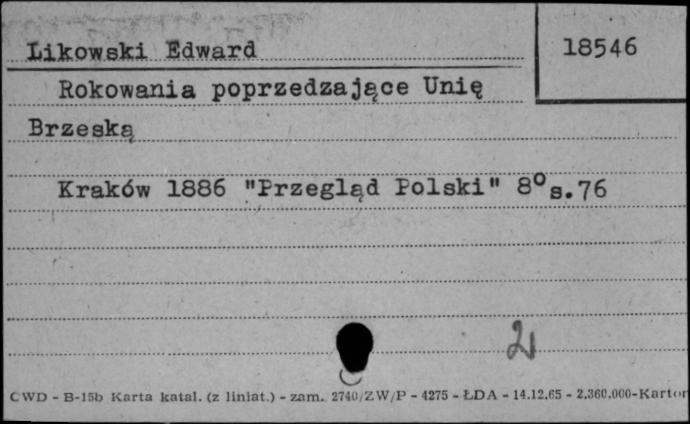 Likowski Edward
18546
Rokowania poprzedzające Unię
Brzeską
Kraków 1886 "Przegląd Polski" 8° s.76
2
CWD - B-15b Karta katal. (z liniat.) - zam. 2740/ZW/P - 4275 - ŁDA - 14.12.65 - 2.360.000-Karton